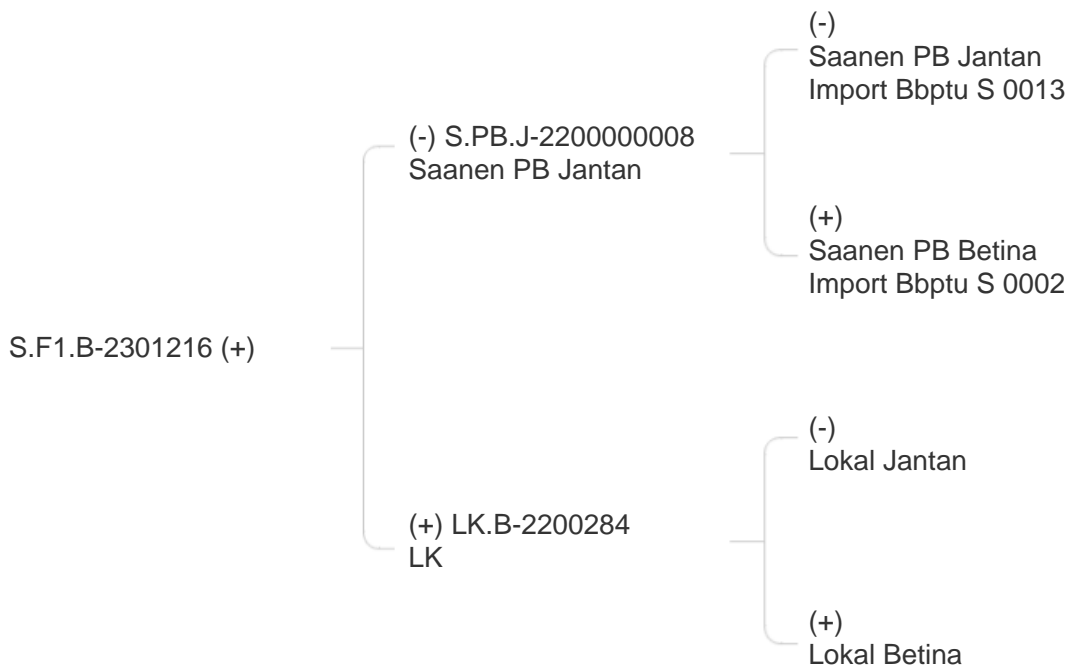 (-)
Saanen PB Jantan
Import Bbptu S 0013
(-) S.PB.J-2200000008
Saanen PB Jantan
(+)
Saanen PB Betina
Import Bbptu S 0002
S.F1.B-2301216 (+)
(-)
Lokal Jantan
(+) LK.B-2200284
LK
(+)
Lokal Betina